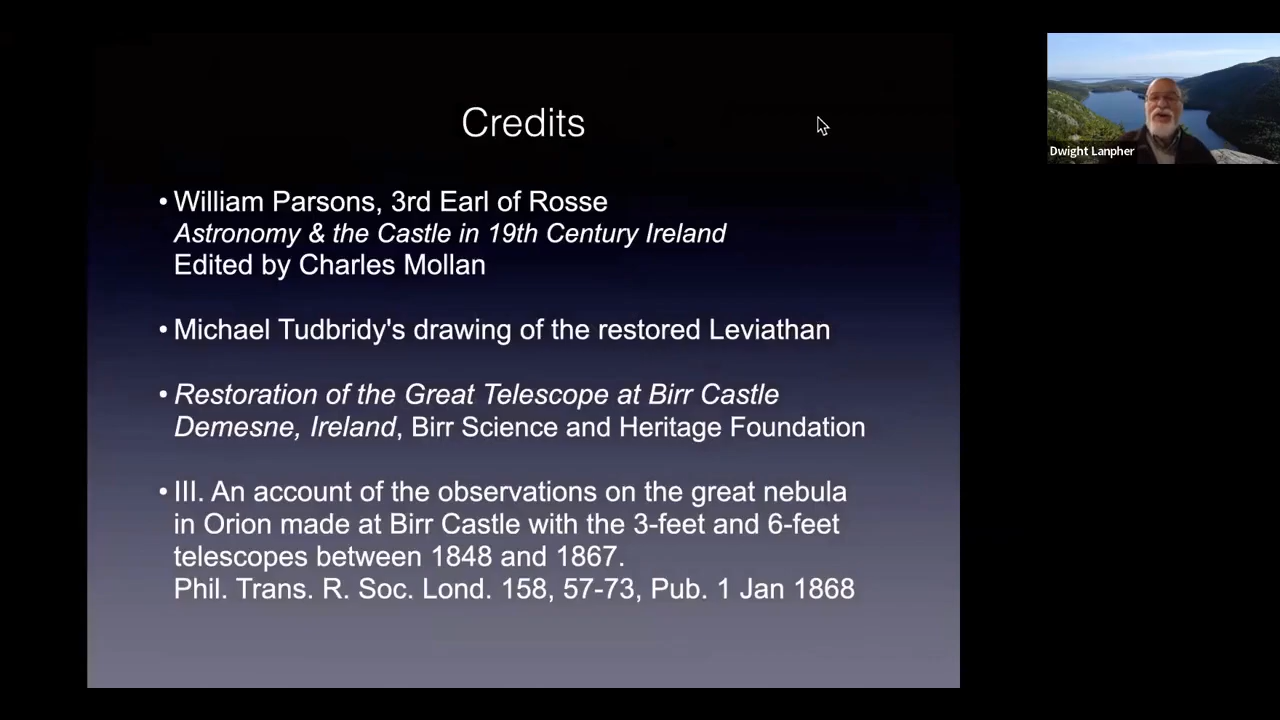 Credits
• William Parsons, 3rd Earl of Rosse
Astronomy & the Castle in 19th Century Ireland
Edited by Charles Mollan
• Michael Tudbridy's drawing of the restored Leviathan
• Restoration of the Great Telescope at Birr Castle
Demesne, Ireland, Birr Science and Heritage Foundation
• III. An account of the observations on the great nebula
in Orion made at Birr Castle with the 3-feet and 6-feet
telescopes between 1848 and 1867.
Phil. Trans. R. Soc. Lond. 158, 57-73, Pub. 1 Jan 1868
Dwight Lanpher